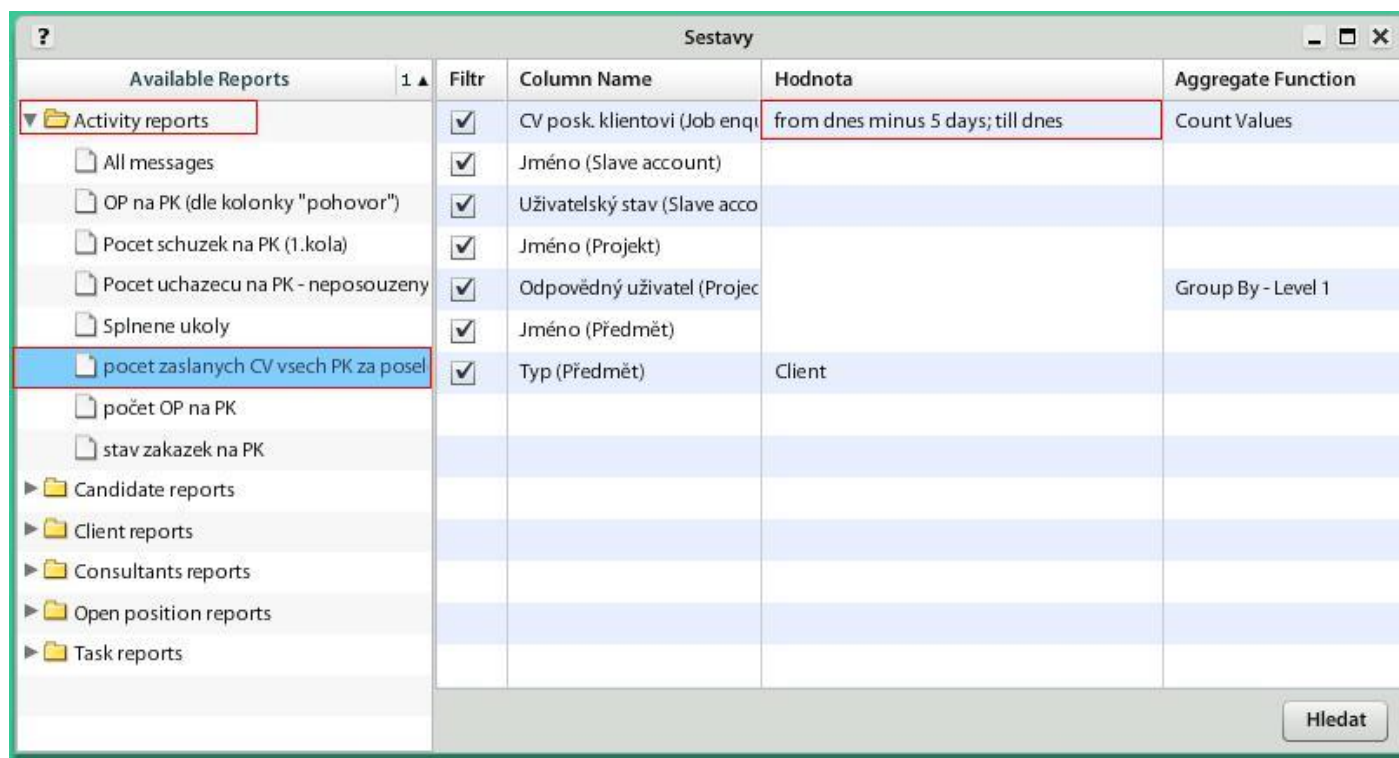 ?
Sestavy
Available Reports 1 ▲
Filtr
Column Name
Hodnota
Aggregate Function
Activity reports
All messages
OP na PK (dle kolonky "pohovor")
Pocet schuzek na PK (1.kola)
Pocet uchazecu na PK - neposouzeny
Splnene ukoly
pocet zaslanych CV vsech PK za posel
počet OP na PK
stav zakazek na PK
Candidate reports
Client reports
Consultants reports
Open position reports
Task reports
CV posk. klientovi (Job enqu
from dnes minus 5 days; till dnes
Count Values
Jméno (Slave account)
Uživatelský stav (Slave acco
Jméno (Projekt)
Odpovědný uživatel (Projec
Group By - Level 1
Jméno (Předmět)
Typ (Předmět)
Client
Hledat